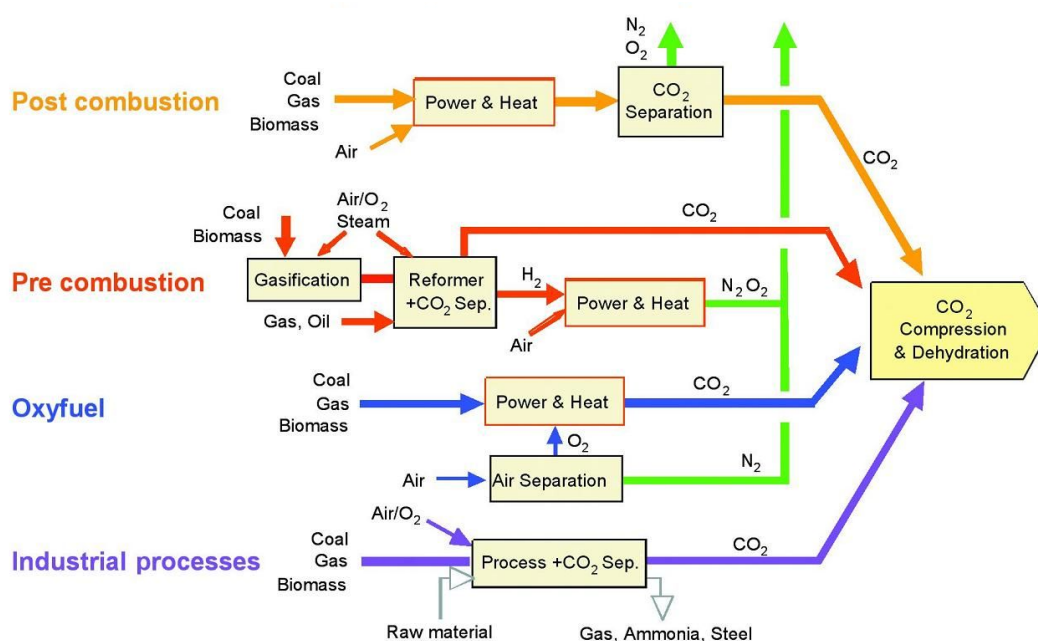 N2
O2
Post combustion
Coal
Gas
Biomass
Air
Power & Heat
CO2
Separation
CO2
Pre combustion
Coal
Biomass
Air/O2
Steam
Gasification
Gas, Oil
Reformer
+CO2 Sep.
CO2
H2
Air
Power & Heat
N2 O2
CO2
Compression
& Dehydration
Oxyfuel
Coal
Gas
Biomass
Power & Heat
CO2
O2
Air
Air Separation
N2
Industrial processes
Air/O2
Coal
Gas
Biomass
Process +CO2 Sep.
CO2
Raw material
Gas, Ammonia, Steel